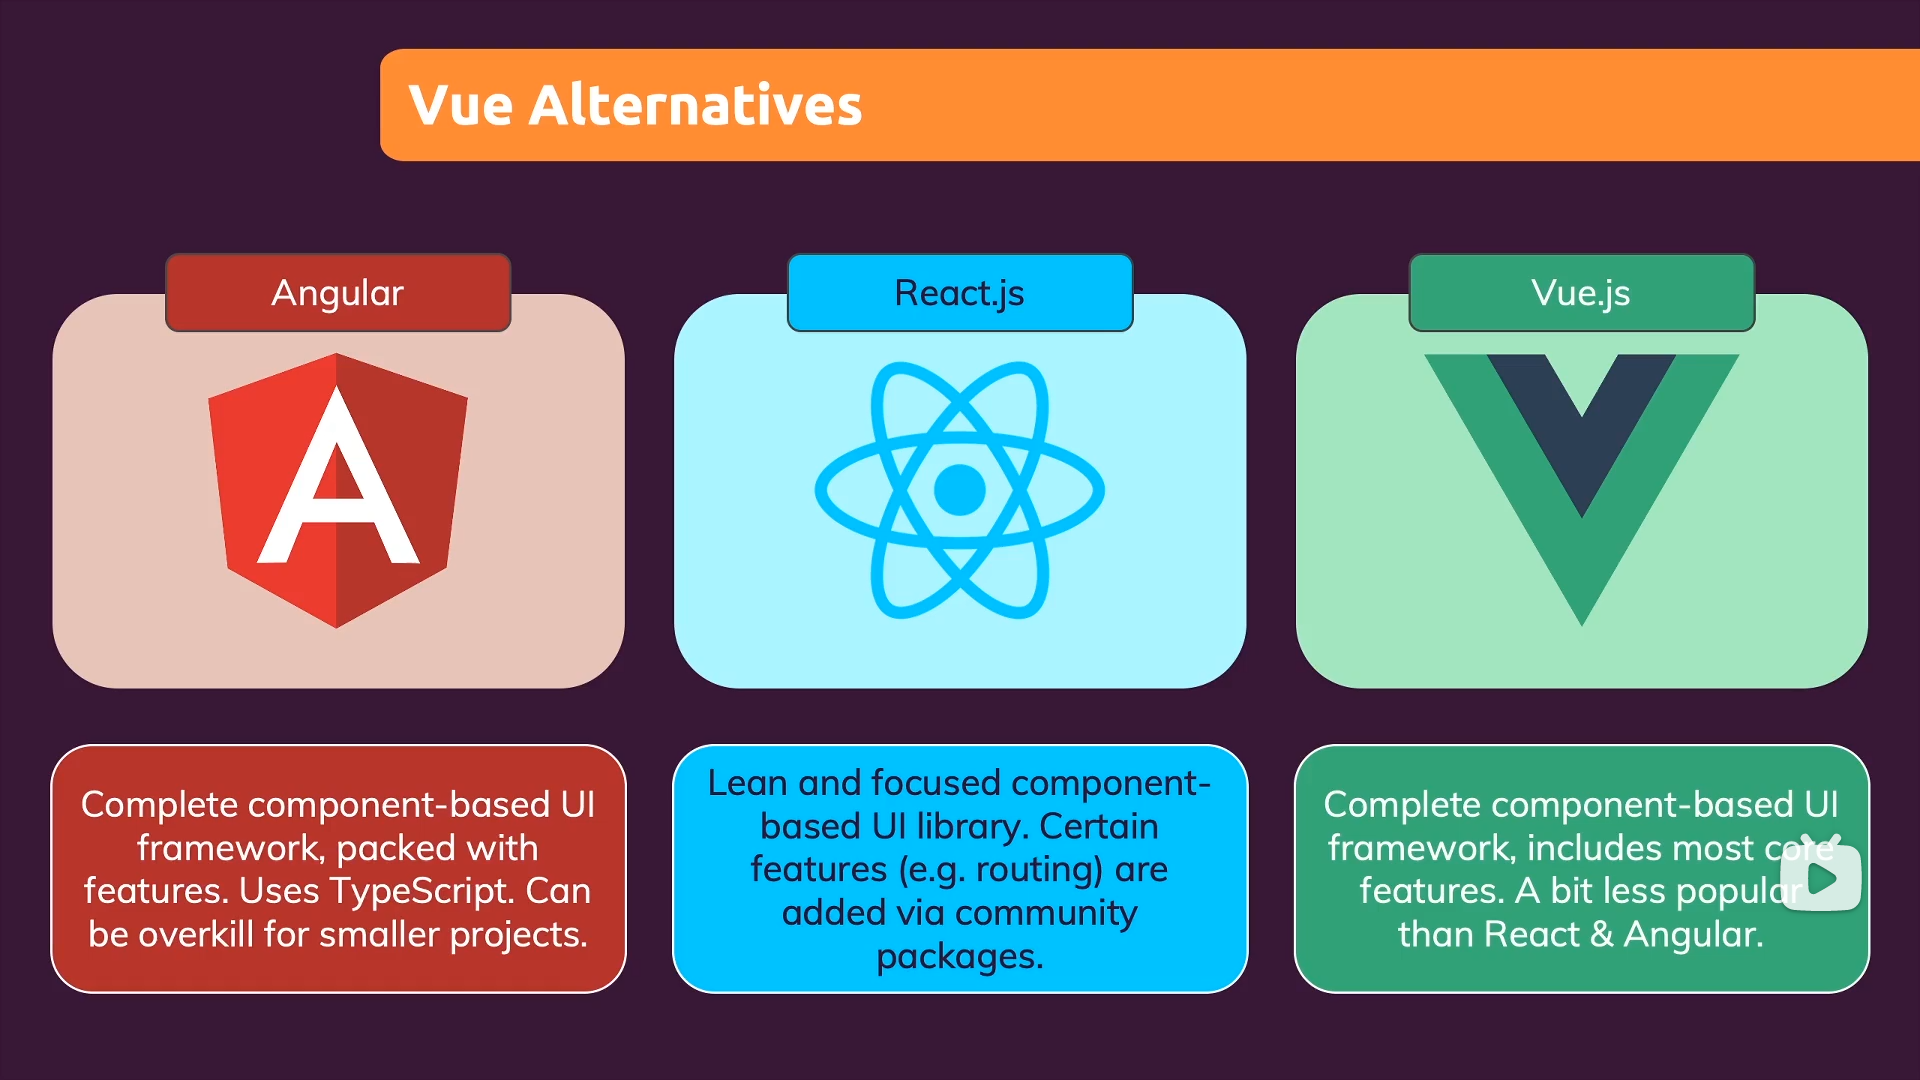 Vue Alternatives
Angular
React.js
Vue.js
Complete component-based UI
framework, packed with
features. Uses TypeScript. Can
be overkill for smaller projects.
Lean and focused component-
based UI library. Certain
features (e.g. routing) are
added via community
packages.
Complete component-based UI
framework, includes most core
features. A bit less popular
than React & Angular.